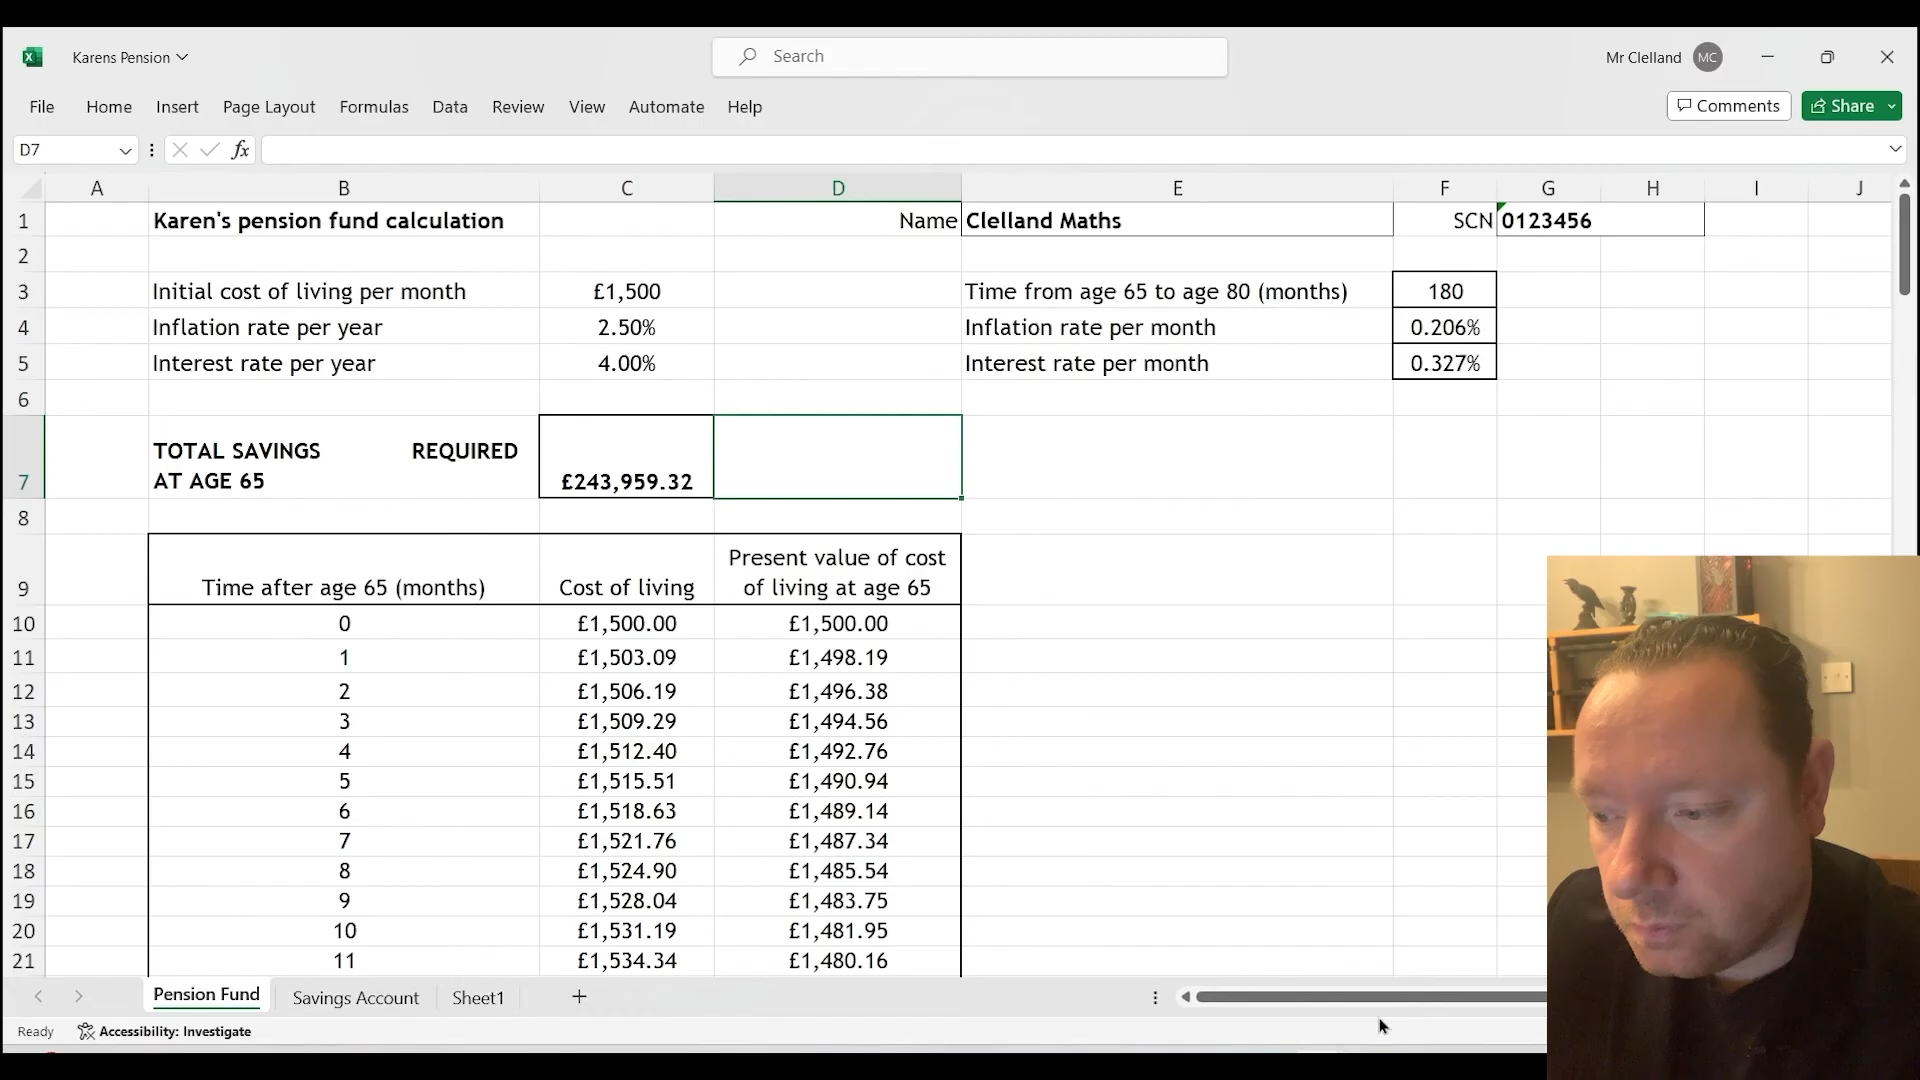 Karens Pension
Search
Mr Clelland MC
File Home Insert Page Layout Formulas Data Review View Automate Help Comments Share
D7 fx
A B C D E F G H I J
1 Karen's pension fund calculation Name Clelland Maths SCN 0123456
2
3 Initial cost of living per month £1,500 Time from age 65 to age 80 (months) 180
4 Inflation rate per year 2.50% Inflation rate per month 0.206%
5 Interest rate per year 4.00% Interest rate per month 0.327%
6
TOTAL SAVINGS REQUIRED
7 AT AGE 65 £243,959.32
8
Present value of cost
9 Time after age 65 (months) Cost of living of living at age 65
10 0 £1,500.00 £1,500.00
11 1 £1,503.09 £1,498.19
12 2 £1,506.19 £1,496.38
13 3 £1,509.29 £1,494.56
14 4 £1,512.40 £1,492.76
15 5 £1,515.51 £1,490.94
16 6 £1,518.63 £1,489.14
17 7 £1,521.76 £1,487.34
18 8 £1,524.90 £1,485.54
19 9 £1,528.04 £1,483.75
20 10 £1,531.19 £1,481.95
21 11 £1,534.34 £1,480.16
Pension Fund Savings Account Sheet1
Ready Accessibility: Investigate